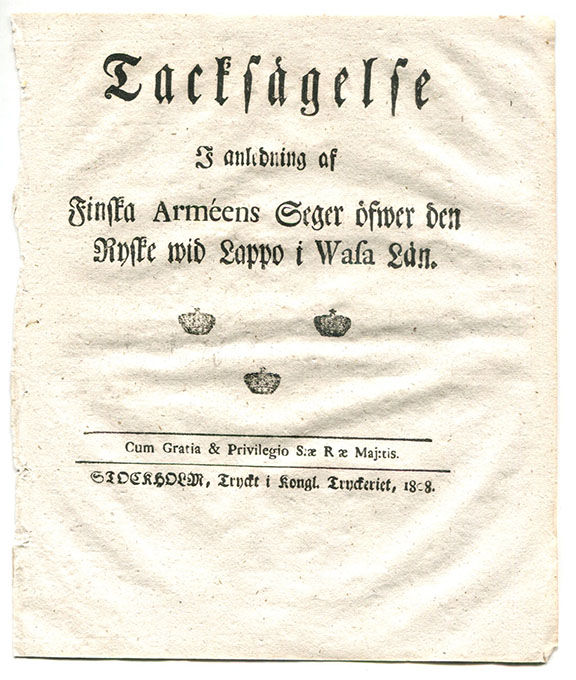 Tacksägelse
I anledning af
Finska Arméens Seger öfwer den
Ryske wid Lappo i Wasa Län.
Cum Gratia & Privilegio S:æ R æ Maj:tis.
STOCKHOLM, Tryckt i Kongl. Tryckeriet, 1808.